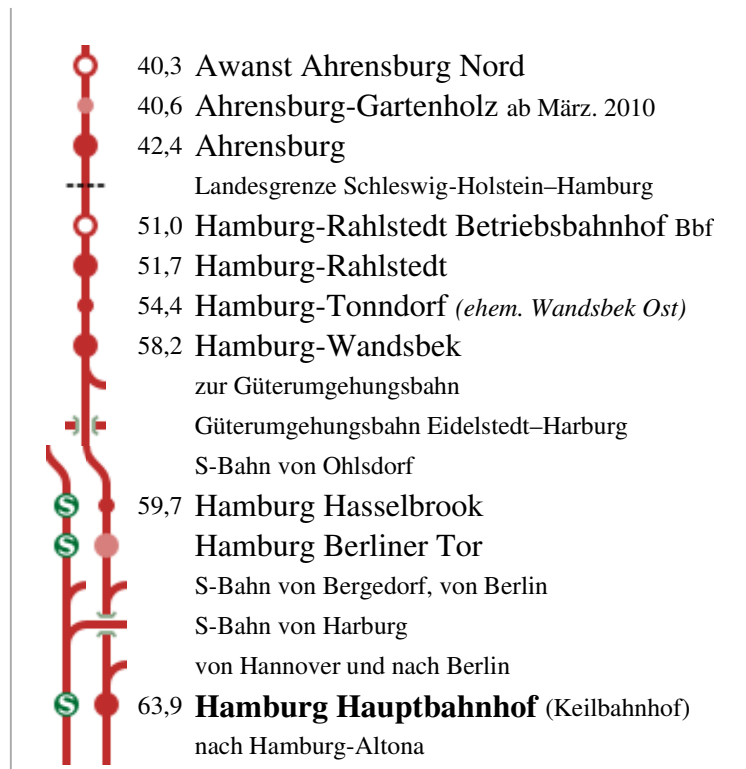 40,3 Awanst Ahrensburg Nord
40,6 Ahrensburg-Gartenholz ab März. 2010
42,4 Ahrensburg
Landesgrenze Schleswig-Holstein–Hamburg
51,0 Hamburg-Rahlstedt Betriebsbahnhof Bbf
51,7 Hamburg-Rahlstedt
54,4 Hamburg-Tonndorf (ehem. Wandsbek Ost)
58,2 Hamburg-Wandsbek
zur Güterumgehungsbahn
Güterumgehungsbahn Eidelstedt–Harburg
S-Bahn von Ohlsdorf
S 59,7 Hamburg Hasselbrook
S Hamburg Berliner Tor
S-Bahn von Bergedorf, von Berlin
S-Bahn von Harburg
von Hannover und nach Berlin
S 63,9 Hamburg Hauptbahnhof (Keilbahnhof)
nach Hamburg-Altona